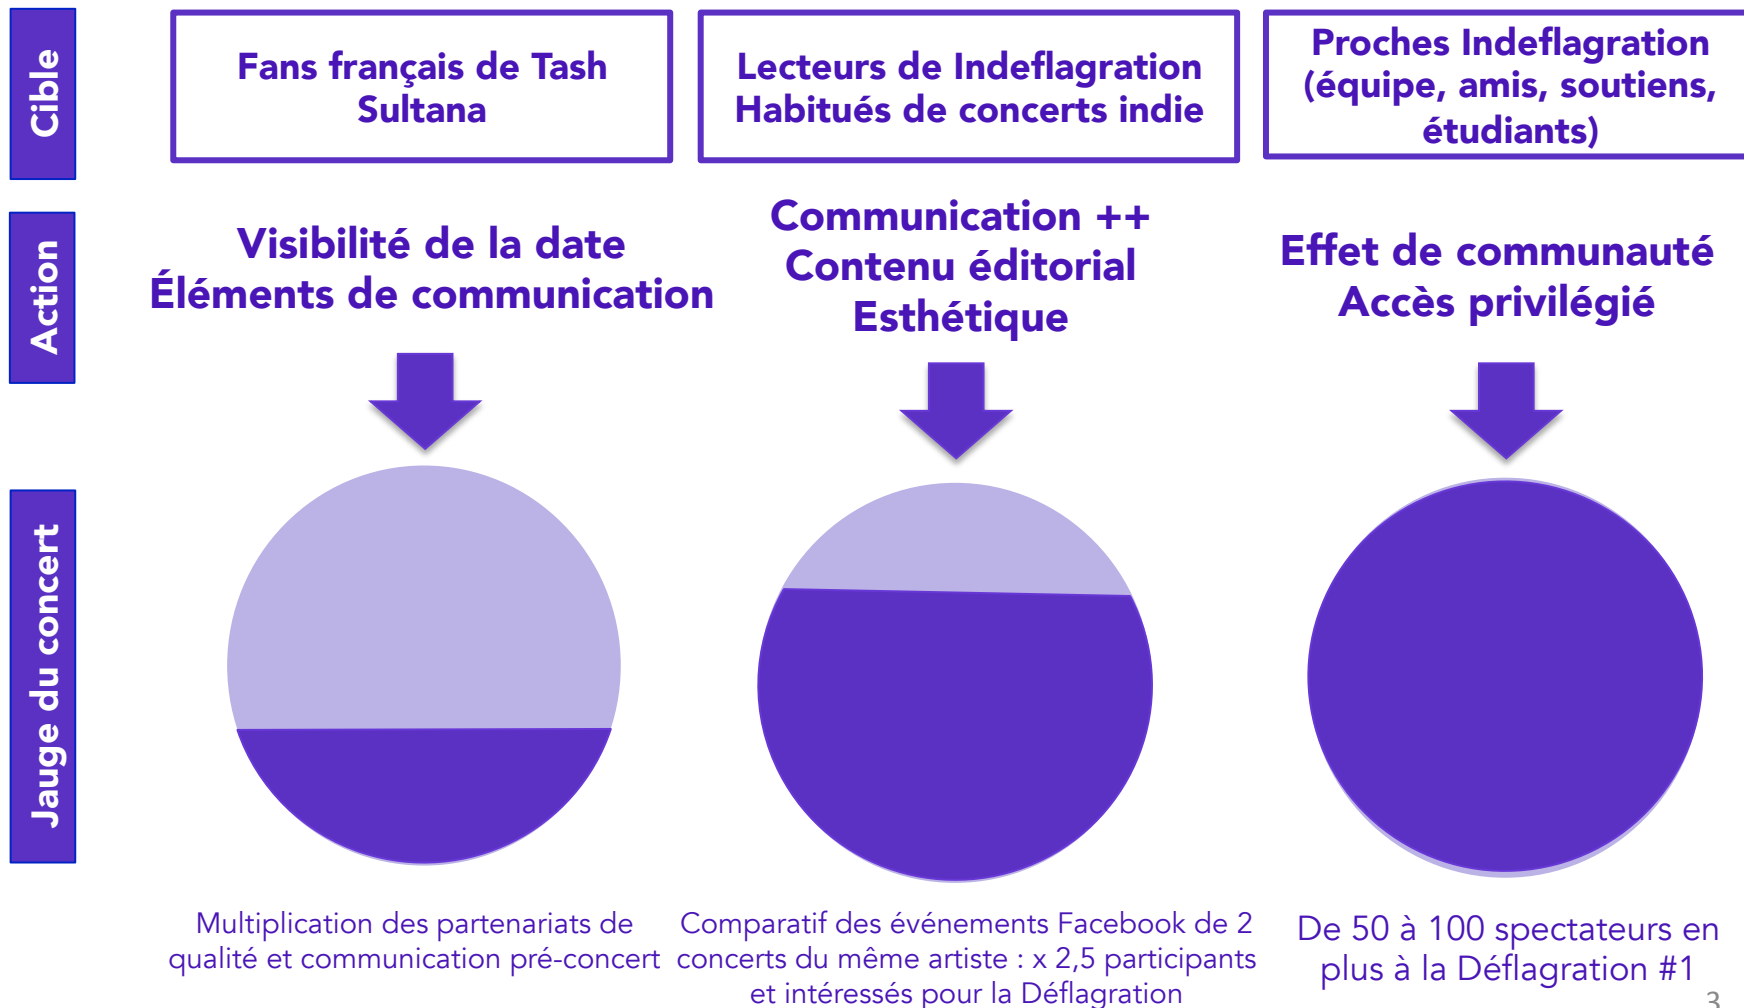 Cible
Fans français de Tash
Sultana
Lecteurs de Indeflagration
Habitués de concerts indie
Proches Indeflagration
(équipe, amis, soutiens,
étudiants)
Action
Visibilité de la date
Éléments de communication
Communication ++
Contenu éditorial
Esthétique
Effet de communauté
Accès privilégié
Jauge du concert
Multiplication des partenariats de
qualité et communication pré-concert
Comparatif des événements Facebook de 2
concerts du même artiste : x 2,5 participants
et intéressés pour la Déflagration
De 50 à 100 spectateurs en
plus à la Déflagration #1
3